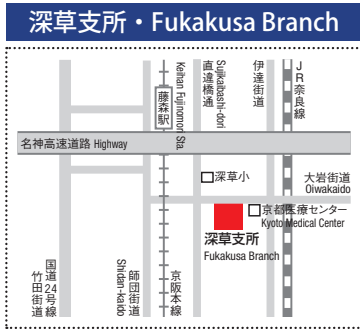 深草支所・Fukakusa Branch
Keihan Fujinomori Sta.
藤森駅
直違橋通
Sujikaibashi-dori
伊達街道
JR奈良線
名神高速道路 Highway
深草小
大岩街道
Oiwakaido
京都医療センター
Kyoto Medical Center
深草支所
Fukakusa Branch
国道24号線
竹田街道
師団街道
Shidan-kaido
京阪本線